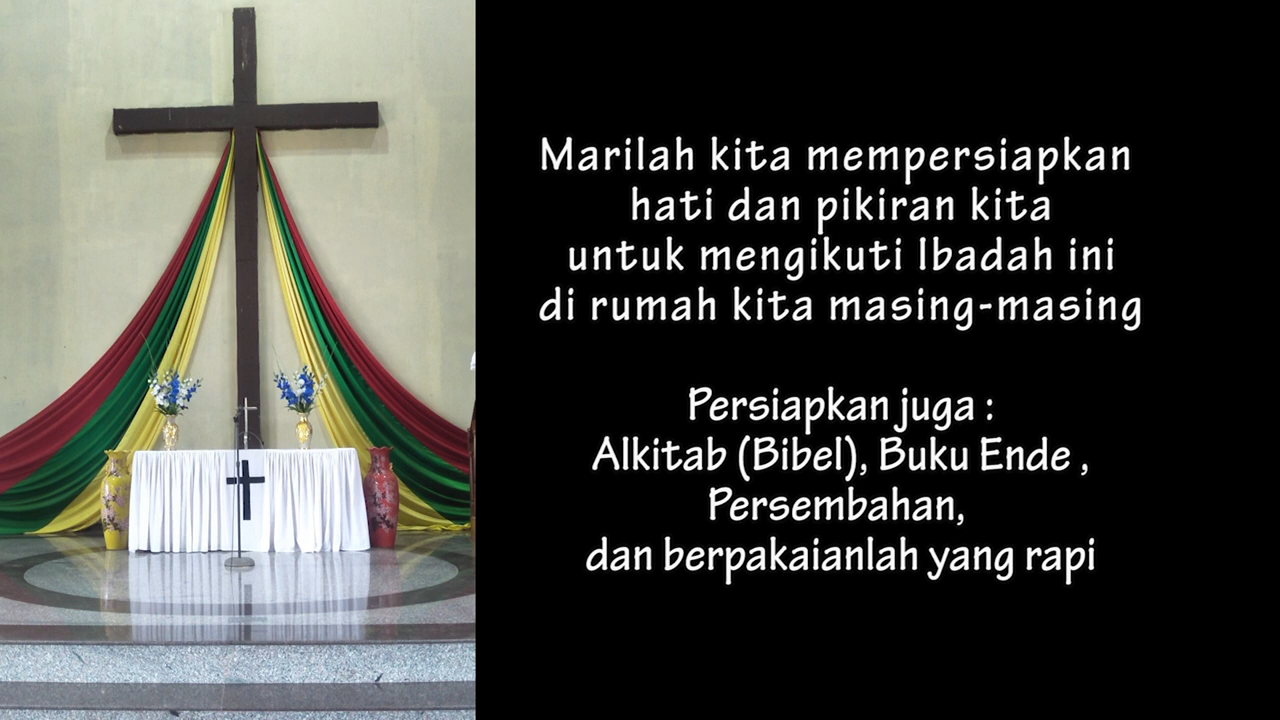 Marilah kita mempersiapkan
hati dan pikiran kita
untuk mengikuti Ibadah ini
di rumah kita masing-masing
Persiapkan juga :
Alkitab (Bibel), Buku Ende ,
Persembahan,
dan berpakaianlah yang rapi